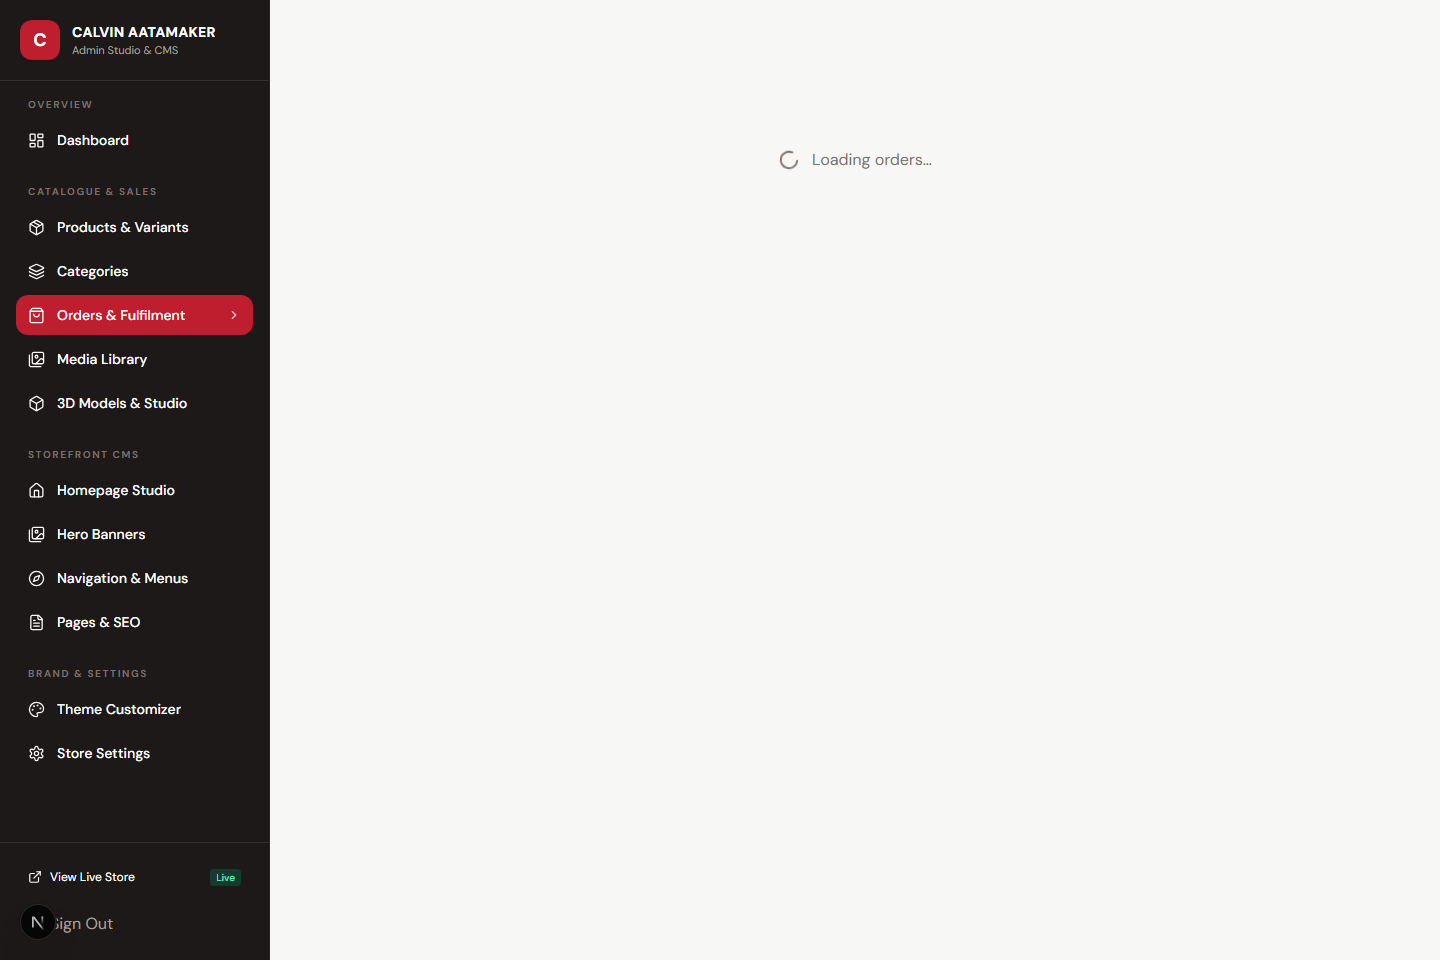 C
CALVIN AATAMAKER
Admin Studio & CMS
OVERVIEW
Dashboard
CATALOGUE & SALES
Products & Variants
Categories
Orders & Fulfilment
Media Library
3D Models & Studio
STOREFRONT CMS
Homepage Studio
Hero Banners
Navigation & Menus
Pages & SEO
BRAND & SETTINGS
Theme Customizer
Store Settings
View Live Store
Live
N
Sign Out
Loading orders...